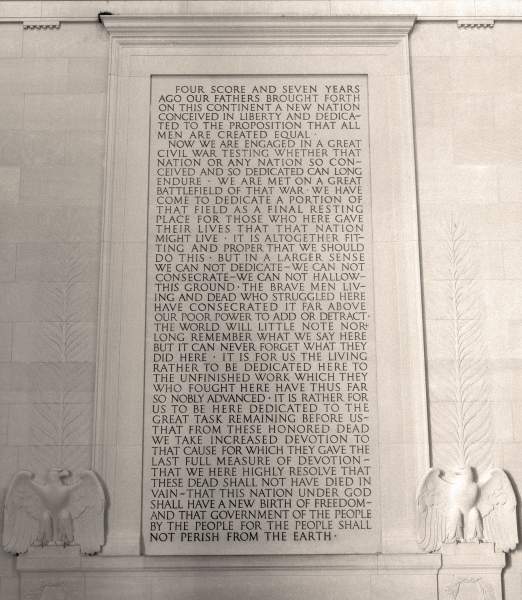 FOUR SCORE AND SEVEN YEARS
AGO OUR FATHERS BROUGHT FORTH
ON THIS CONTINENT A NEW NATION
CONCEIVED IN LIBERTY AND DEDICA-
TED TO THE PROPOSITION THAT ALL
MEN ARE CREATED EQUAL ·
NOW WE ARE ENGAGED IN A GREAT
CIVIL WAR TESTING WHETHER THAT
NATION OR ANY NATION SO CON-
CEIVED AND SO DEDICATED CAN LONG
ENDURE · WE ARE MET ON A GREAT
BATTLEFIELD OF THAT WAR · WE HAVE
COME TO DEDICATE A PORTION OF
THAT FIELD AS A FINAL RESTING
PLACE FOR THOSE WHO HERE GAVE
THEIR LIVES THAT THAT NATION
MIGHT LIVE · IT IS ALTOGETHER FIT-
TING AND PROPER THAT WE SHOULD
DO THIS · BUT IN A LARGER SENSE
WE CAN NOT DEDICATE—WE CAN NOT
CONSECRATE—WE CAN NOT HALLOW—
THIS GROUND · THE BRAVE MEN LIV-
ING AND DEAD WHO STRUGGLED HERE
HAVE CONSECRATED IT FAR ABOVE
OUR POOR POWER TO ADD OR DETRACT ·
THE WORLD WILL LITTLE NOTE NOR
LONG REMEMBER WHAT WE SAY HERE
BUT IT CAN NEVER FORGET WHAT THEY
DID HERE · IT IS FOR US THE LIVING
RATHER TO BE DEDICATED HERE TO
THE UNFINISHED WORK WHICH THEY
WHO FOUGHT HERE HAVE THUS FAR
SO NOBLY ADVANCED · IT IS RATHER FOR
US TO BE HERE DEDICATED TO THE
GREAT TASK REMAINING BEFORE US—
THAT FROM THESE HONORED DEAD
WE TAKE INCREASED DEVOTION TO
THAT CAUSE FOR WHICH THEY GAVE THE
LAST FULL MEASURE OF DEVOTION—
THAT WE HERE HIGHLY RESOLVE THAT
THESE DEAD SHALL NOT HAVE DIED IN
VAIN—THAT THIS NATION UNDER GOD
SHALL HAVE A NEW BIRTH OF FREEDOM—
AND THAT GOVERNMENT OF THE PEOPLE
BY THE PEOPLE FOR THE PEOPLE SHALL
NOT PERISH FROM THE EARTH ·